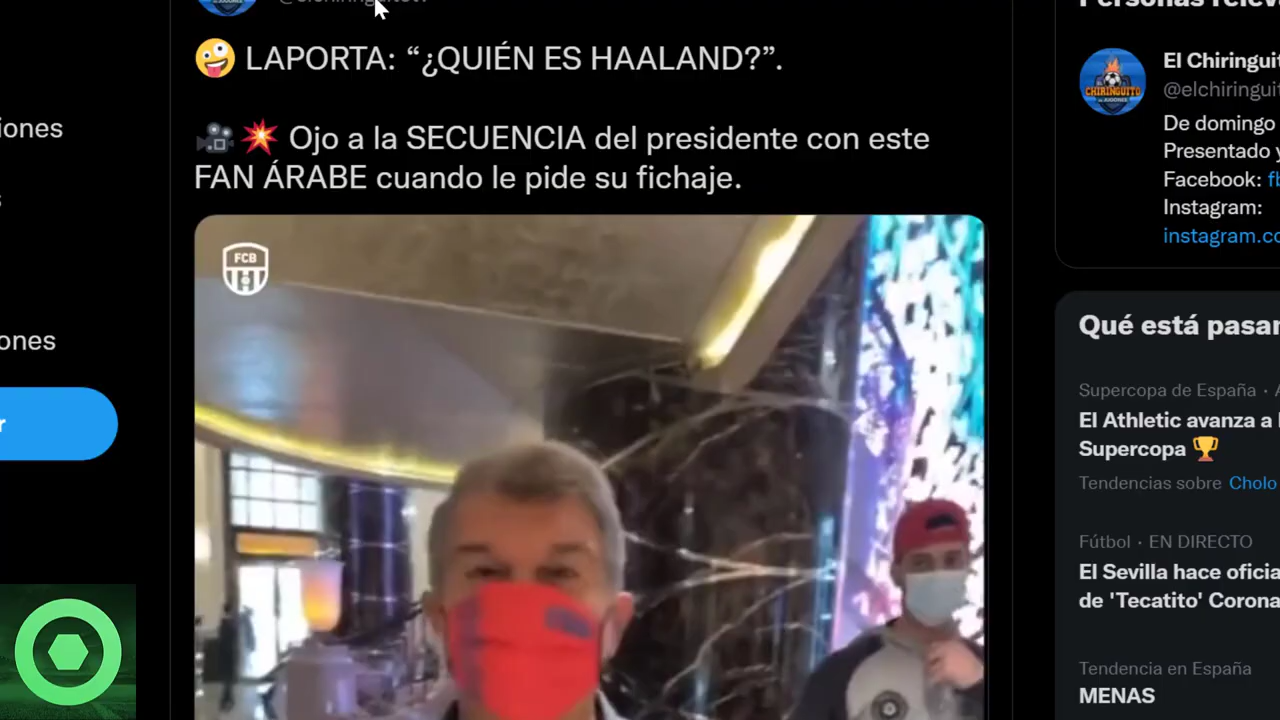 LAPORTA: “¿QUIÉN ES HAALAND?”.
Ojo a la SECUENCIA del presidente con este
FAN ÁRABE cuando le pide su fichaje.
FCB
iones
ones
r
El Chiringuit
CHIRINGUITO
@elchiringui
De domingo
Presentado y
Facebook: fb
Instagram:
instagram.co
Qué está pasan
Supercopa de España · A
El Athletic avanza a l
Supercopa
Tendencias sobre Cholo
Fútbol · EN DIRECTO
El Sevilla hace oficia
de 'Tecatito' Corona
Tendencia en España
MENAS